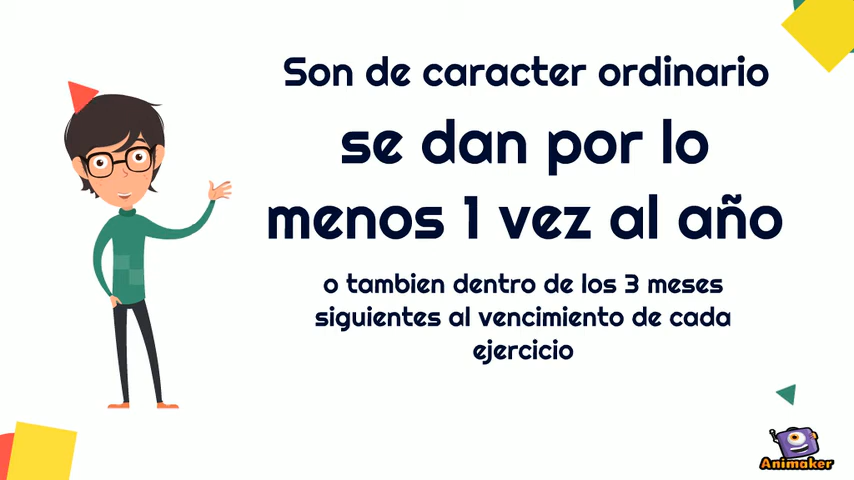 Son de caracter ordinario
se dan por lo
menos 1 vez al año
o tambien dentro de los 3 meses
siguientes al vencimiento de cada
ejercicio
Animaker